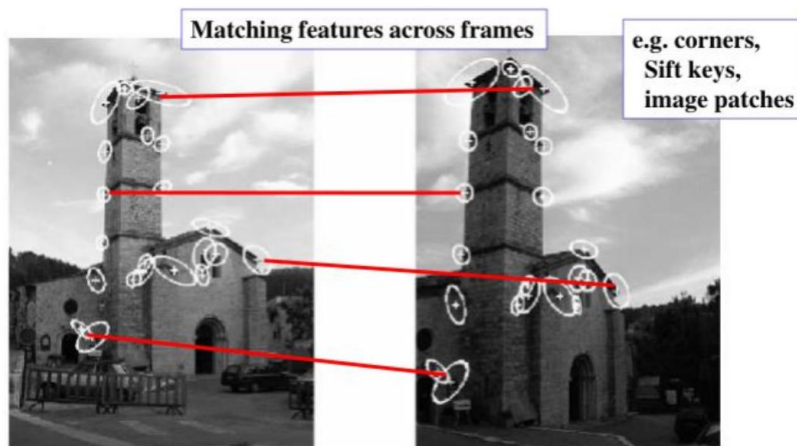 Matching features across frames
e.g. corners,
Sift keys,
image patches